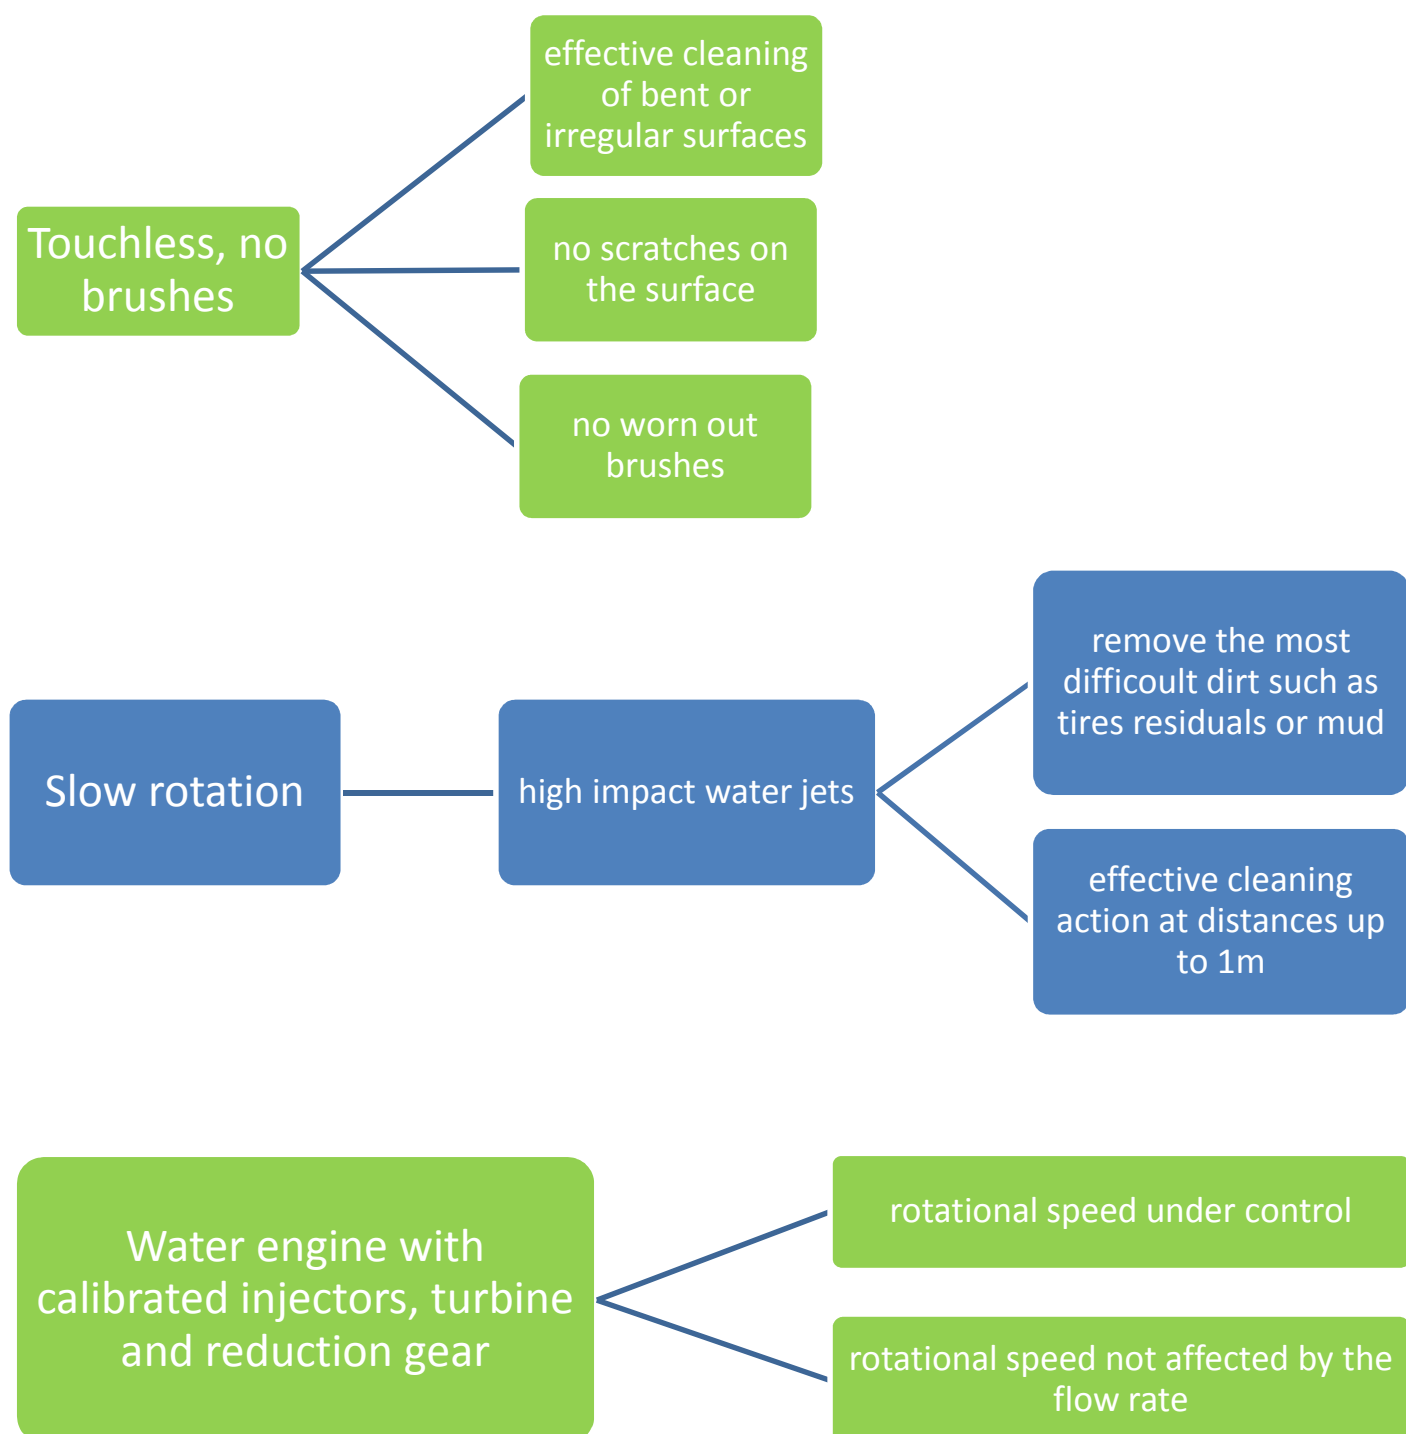 effective cleaning
of bent or
irregular surfaces
Touchless, no
brushes
no scratches on
the surface
no worn out
brushes
remove the most
difficoult dirt such as
tires residuals or mud
Slow rotation
high impact water jets
effective cleaning
action at distances up
to 1m
Water engine with
calibrated injectors, turbine
and reduction gear
rotational speed under control
rotational speed not affected by the
flow rate